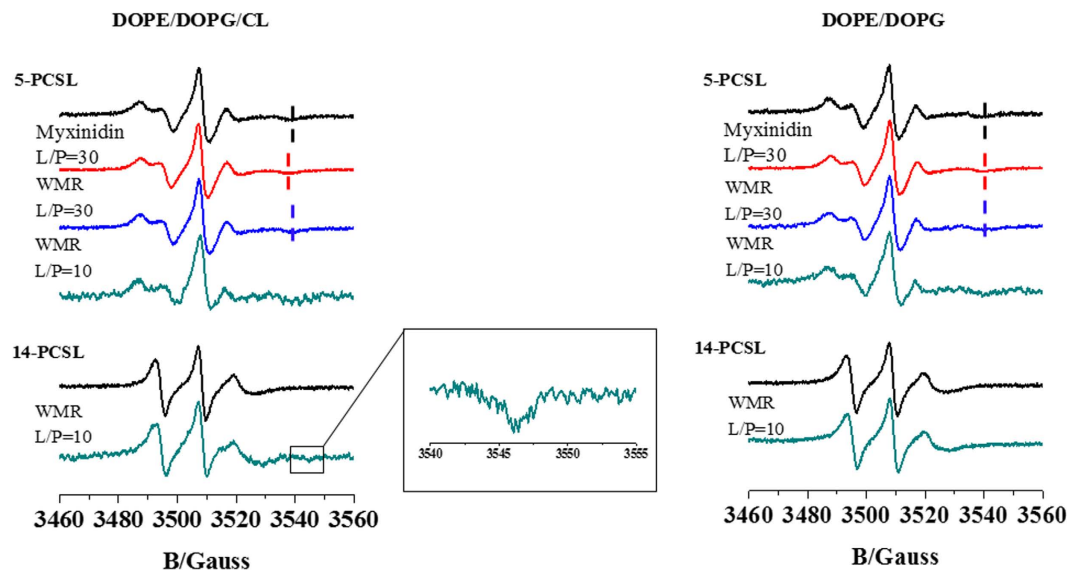 DOPE/DOPG/CL
5-PCSL
Myxinidin
L/P=30
WMR
L/P=30
WMR
L/P=10
14-PCSL
WMR
L/P=10
3460 3480 3500 3520 3540 3560
B/Gauss
3540 3545 3550 3555
DOPE/DOPG
5-PCSL
Myxinidin
L/P=30
WMR
L/P=30
WMR
L/P=10
14-PCSL
WMR
L/P=10
3460 3480 3500 3520 3540 3560
B/Gauss